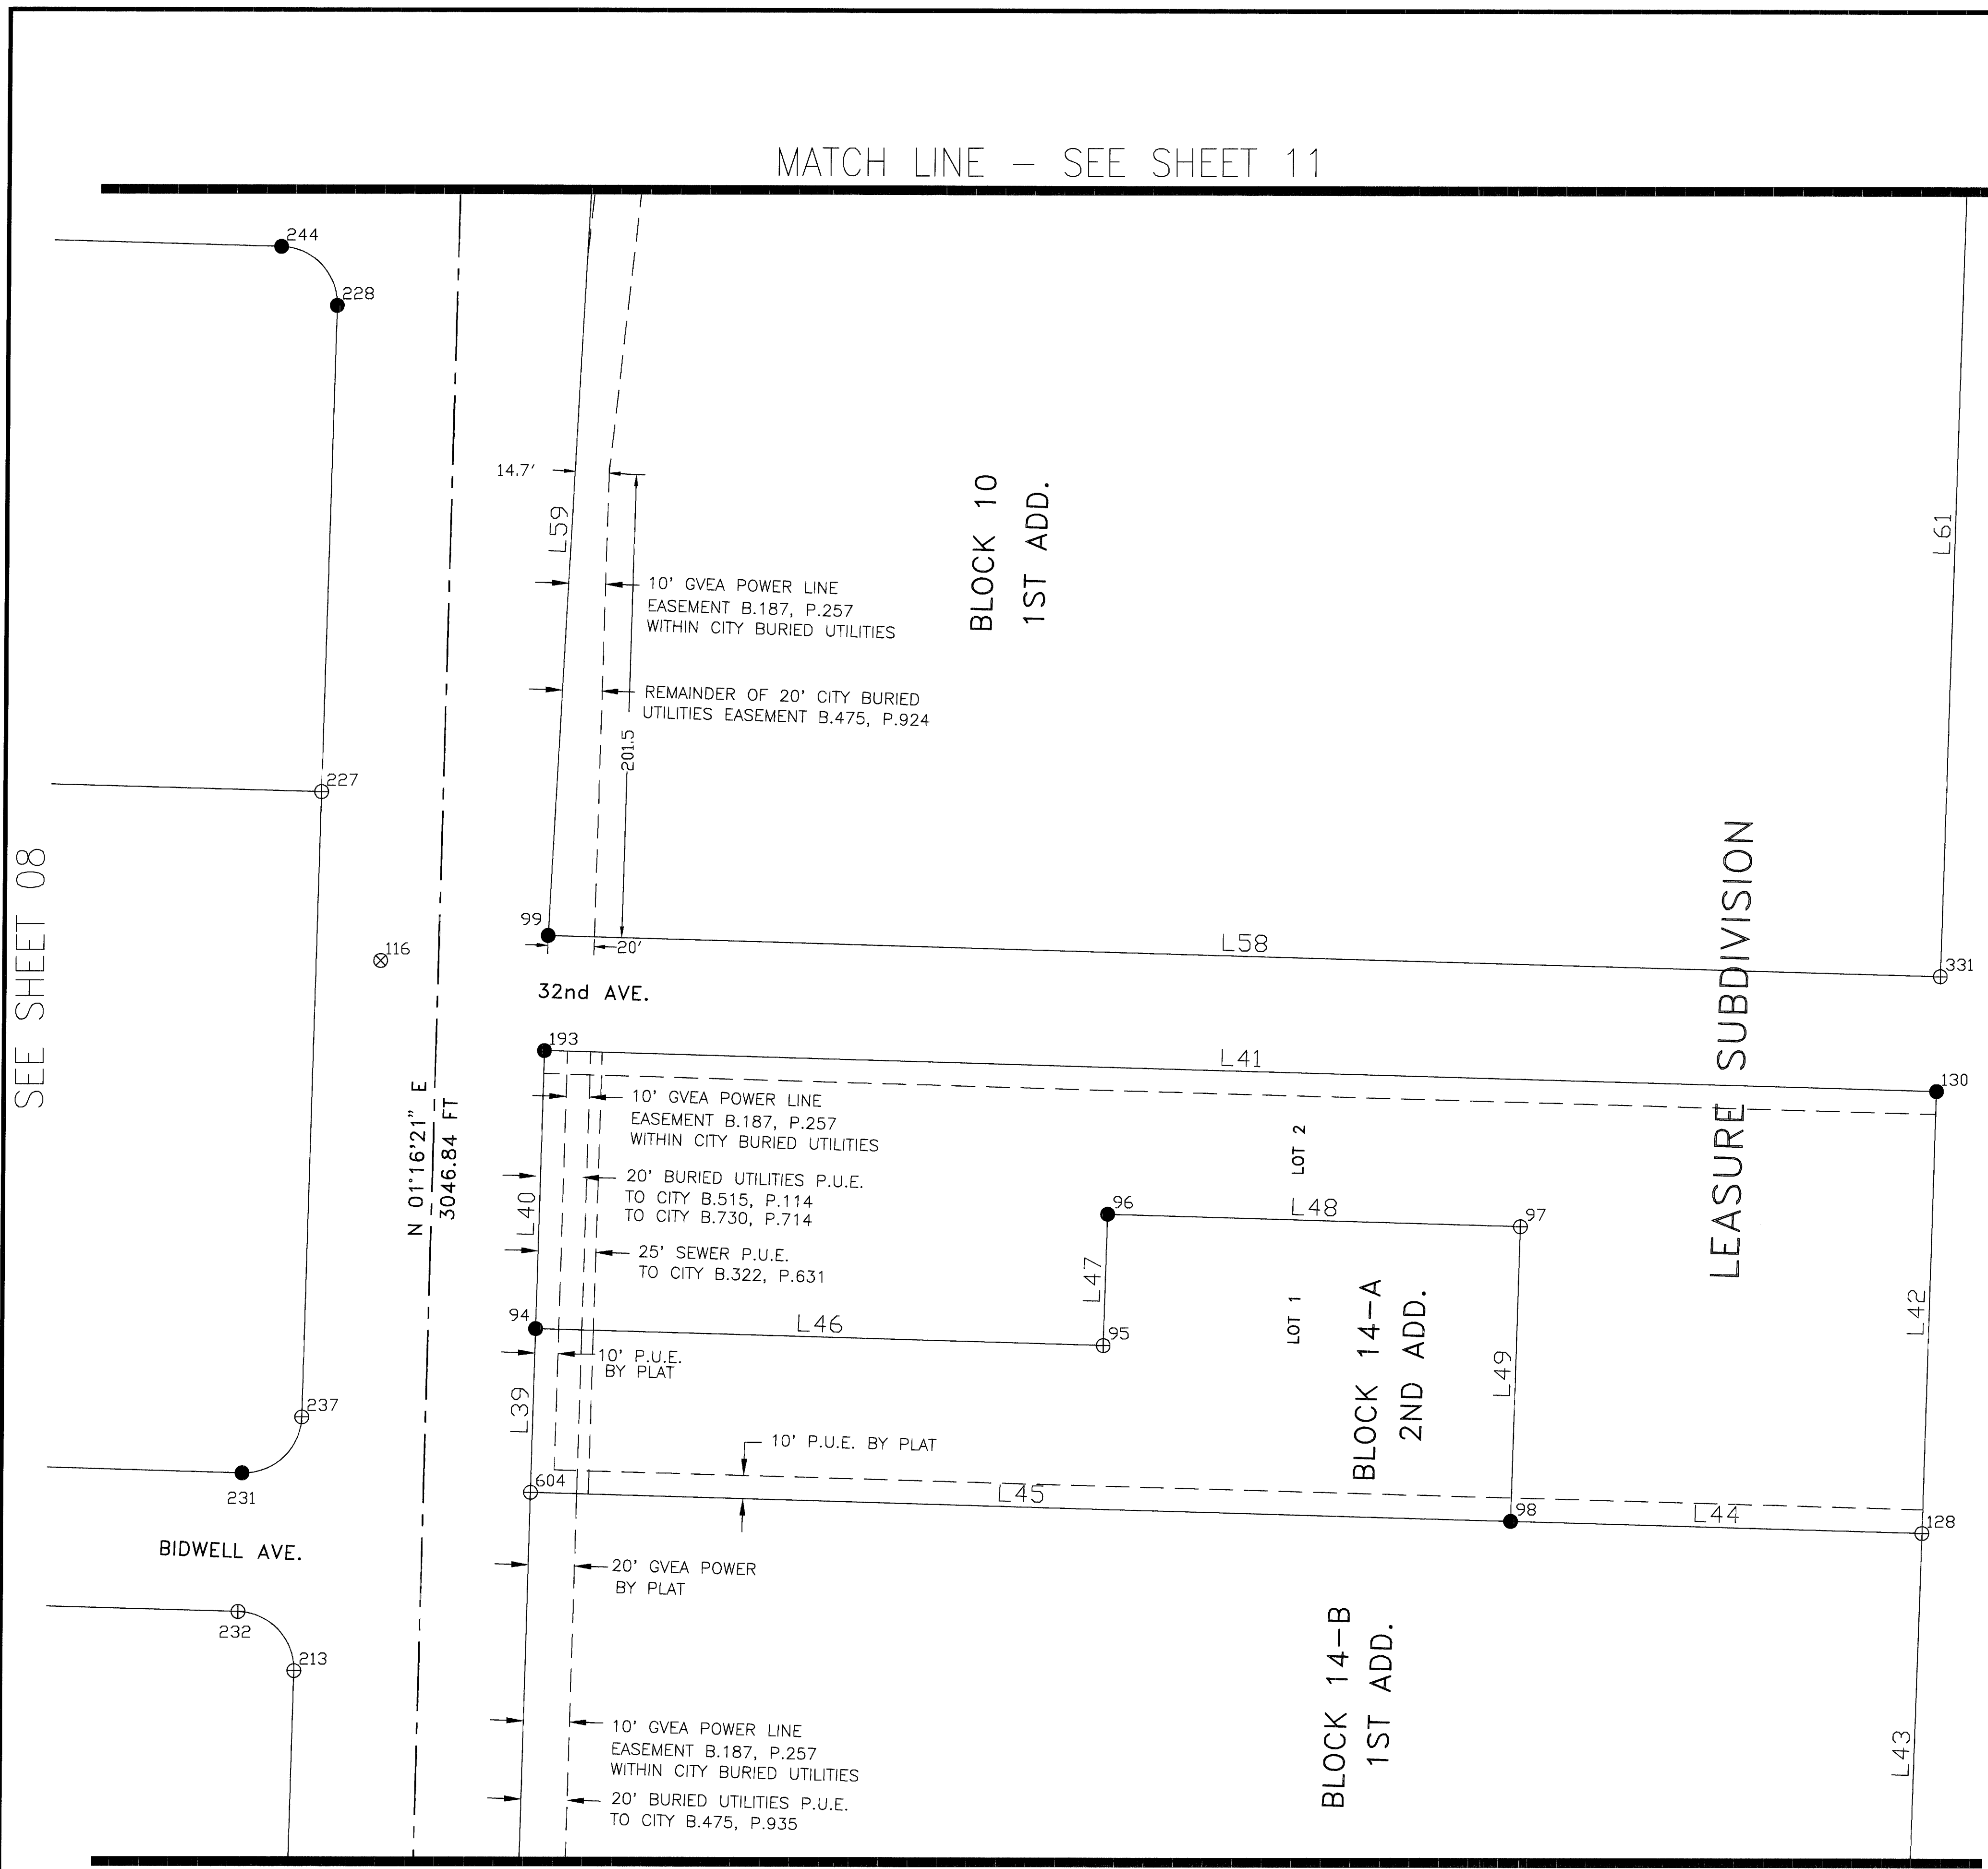 MATCH LINE – SEE SHEET 11
244
228
14.7'
L59
BLOCK 10
1ST ADD.
L61
10' GVEA POWER LINE
EASEMENT B.187, P.257
WITHIN CITY BURIED UTILITIES
REMAINDER OF 20' CITY BURIED
UTILITIES EASEMENT B.475, P.924
201.5
227
SEE SHEET 08
99
116
20'
L58
331
32nd AVE.
LEASURE SUBDIVISION
193
L41
130
N 01°16'21" E
3046.84 FT
10' GVEA POWER LINE
EASEMENT B.187, P.257
WITHIN CITY BURIED UTILITIES
LOT 2
20' BURIED UTILITIES P.U.E.
TO CITY B.515, P.114
TO CITY B.730, P.714
L40
96
L48
97
25' SEWER P.U.E.
TO CITY B.322, P.631
L47
94
L46
95
LOT 1
BLOCK 14-A
2ND ADD.
L42
10' P.U.E.
BY PLAT
L39
L49
237
10' P.U.E. BY PLAT
231
604
L45
98
L44
128
BIDWELL AVE.
20' GVEA POWER
BY PLAT
232
213
BLOCK 14-B
1ST ADD.
L43
10' GVEA POWER LINE
EASEMENT B.187, P.257
WITHIN CITY BURIED UTILITIES
20' BURIED UTILITIES P.U.E.
TO CITY B.475, P.935